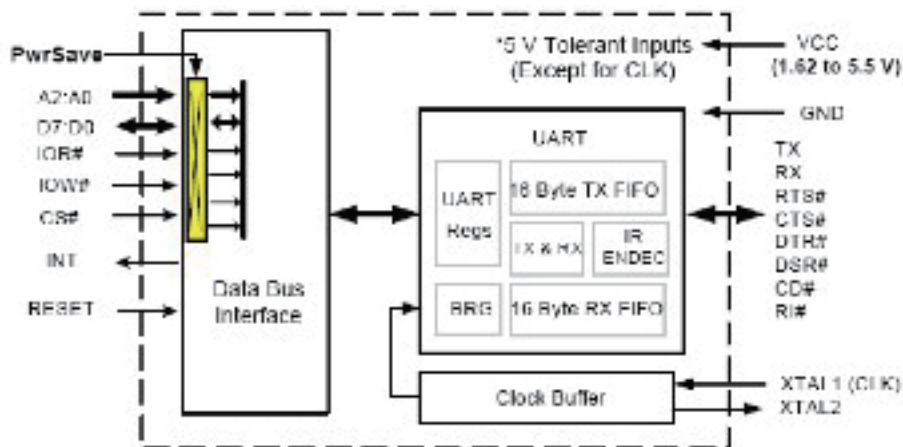 PwrSave
A2:A0
D7:D0
IOR#
IOW#
CS#
INT
RESET
Data Bus
Interface
*5 V Tolerant Inputs
(Except for CLK)
UART
UART
Regs
16 Byte TX FIFO
TX & RX
IR
ENDEC
BRG
16 Byte RX FIFO
Clock Buffer
VCC
(1.62 to 5.5 V)
GND
TX
RX
RTS#
CTS#
DTR#
DSR#
CD#
RI#
XTAL1 (CLK)
XTAL2